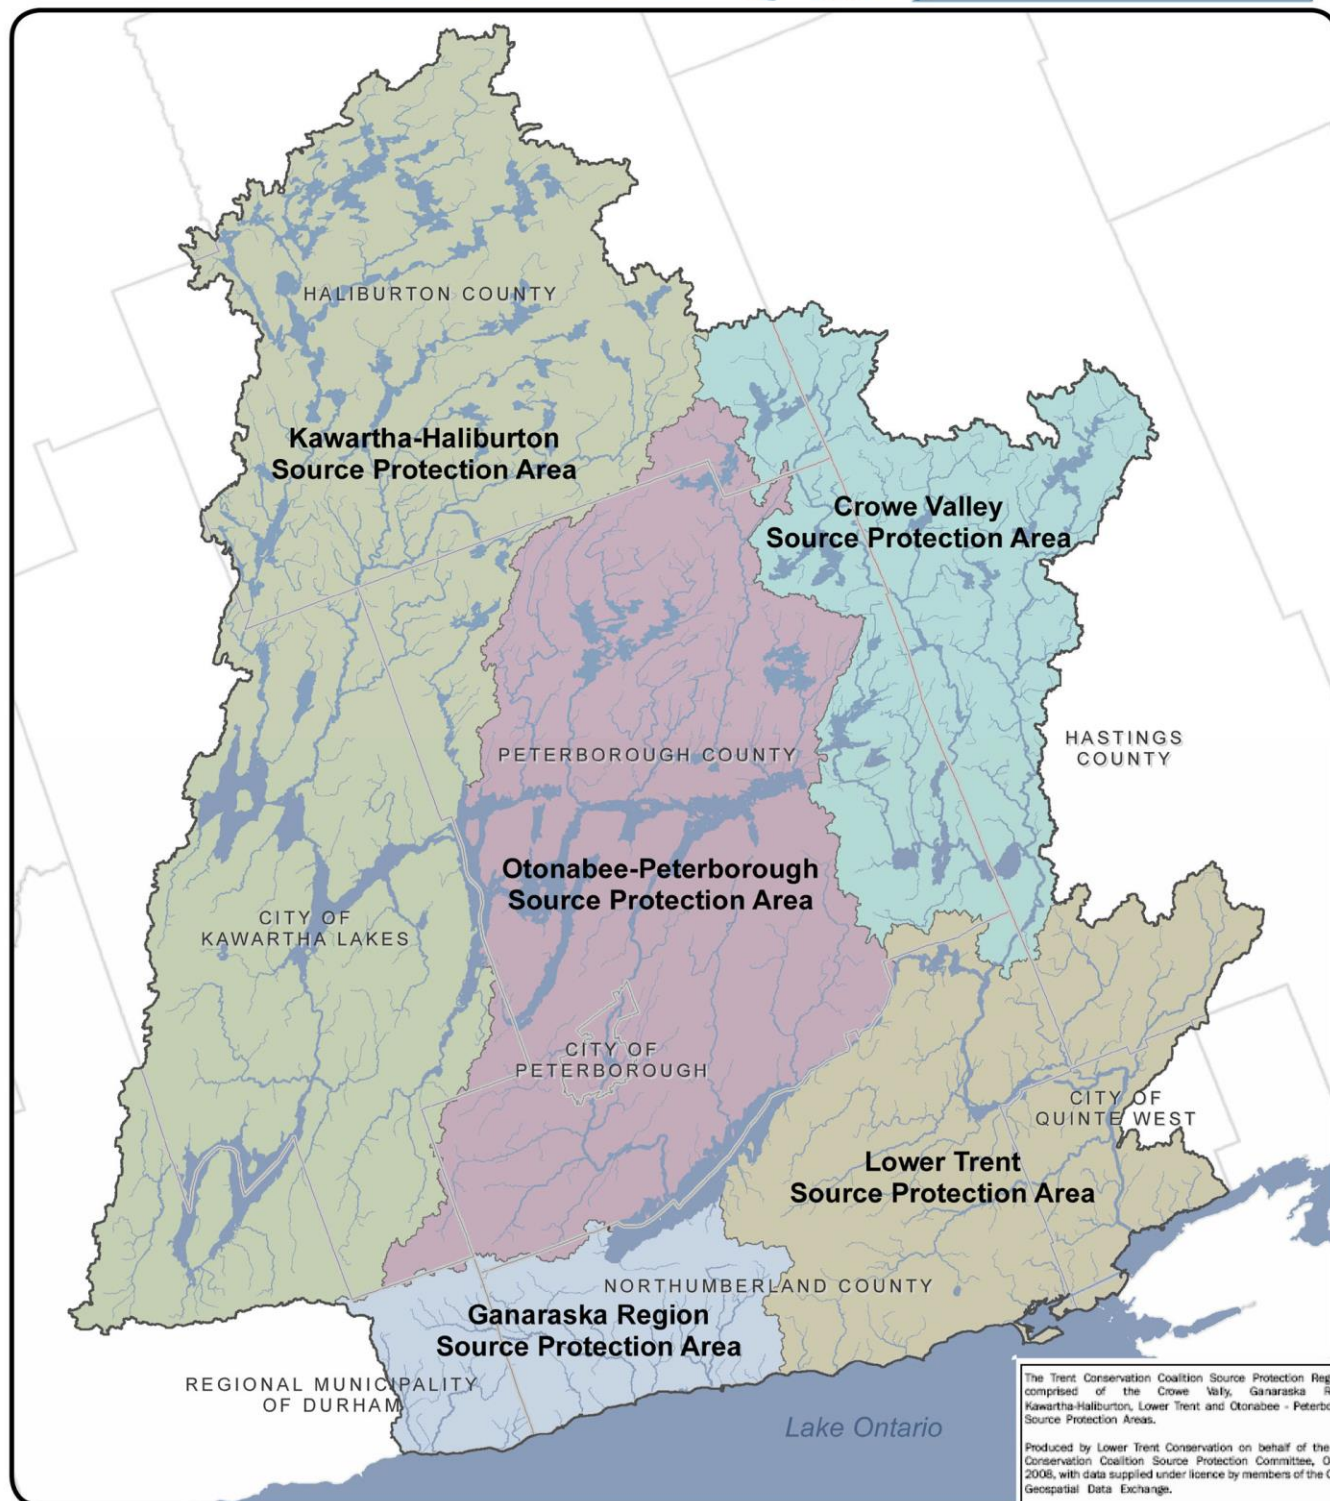 HALIBURTON COUNTY
Kawartha-Haliburton
Source Protection Area
Crowe Valley
Source Protection Area
HASTINGS
COUNTY
PETERBOROUGH COUNTY
Otonabee-Peterborough
Source Protection Area
CITY OF
KAWARTHA LAKES
CITY OF
PETERBOROUGH
CITY OF
QUINTE WEST
Lower Trent
Source Protection Area
NORTHUMBERLAND COUNTY
Ganaraska Region
Source Protection Area
REGIONAL MUNICIPALITY
OF DURHAM
Lake Ontario
The Trent Conservation Coalition Source Protection Reg
comprised of the Crowe Vally, Ganaraska R
Kawartha-Haliburton, Lower Trent and Otonabee - Peterbo
Source Protection Areas.
Produced by Lower Trent Conservation on behalf of the
Conservation Coalition Source Protection Committee, O
2008, with data supplied under licence by members of the O
Geospatial Data Exchange.